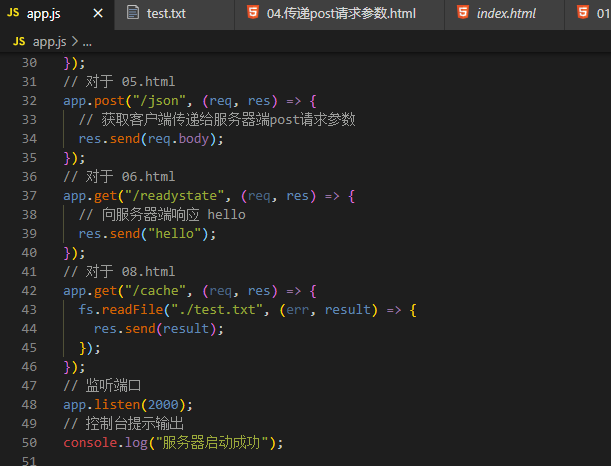 JS app.js × test.txt 04.传递post请求参数.html index.html 01
JS app.js > ...
30 });
31 // 对于 05.html
32 app.post("/json", (req, res) => {
33 // 获取客户端传递给服务器端post请求参数
34 res.send(req.body);
35 });
36 // 对于 06.html
37 app.get("/readystate", (req, res) => {
38 // 向服务器端响应 hello
39 res.send("hello");
40 });
41 // 对于 08.html
42 app.get("/cache", (req, res) => {
43 fs.readFile("./test.txt", (err, result) => {
44 res.send(result);
45 });
46 });
47 // 监听端口
48 app.listen(2000);
49 // 控制台提示输出
50 console.log("服务器启动成功");
51